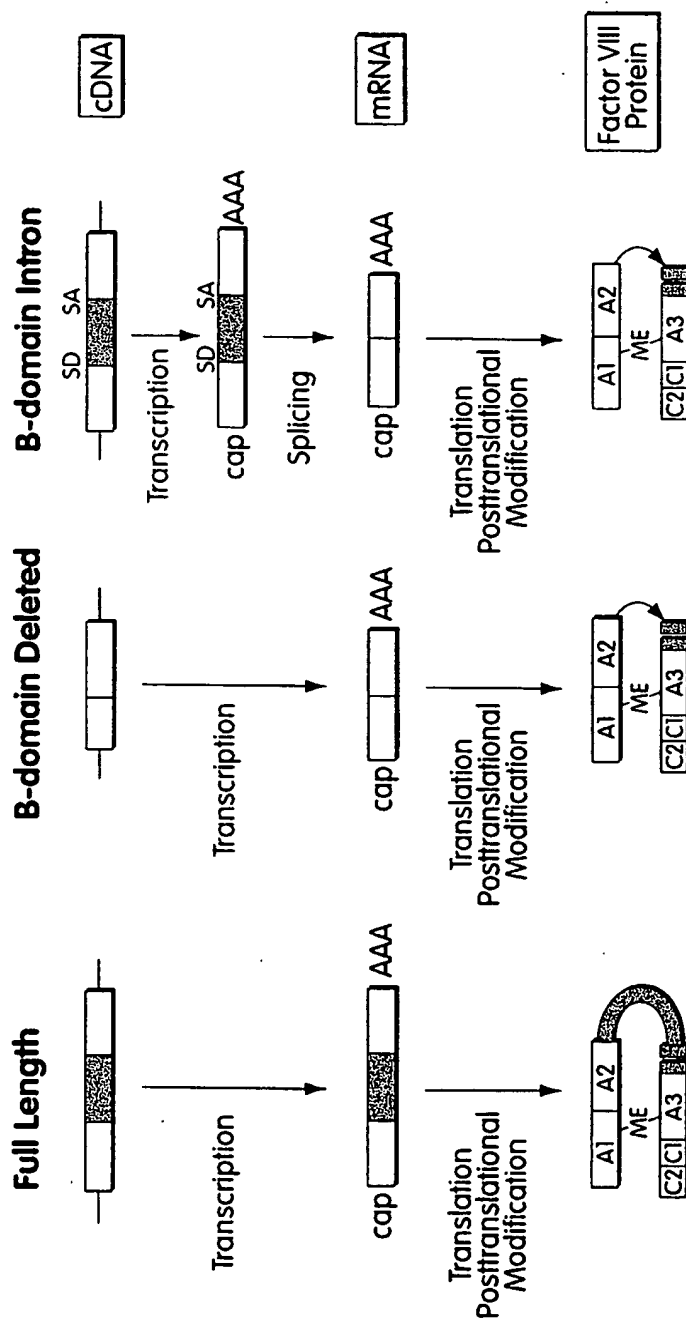 Full Length
B-domain Deleted
B-domain Intron
cDNA
SD SA
Transcription
SD SA
cap AAA
Splicing
Transcription
Transcription
cap AAA
cap AAA
cap AAA
mRNA
Translation
Posttranslational
Modification
Translation
Posttranslational
Modification
Translation
Posttranslational
Modification
A1 A2
ME
C2 C1 A3
A1 A2
ME
C2 C1 A3
A1 A2
ME
C2 C1 A3
Factor VIII
Protein